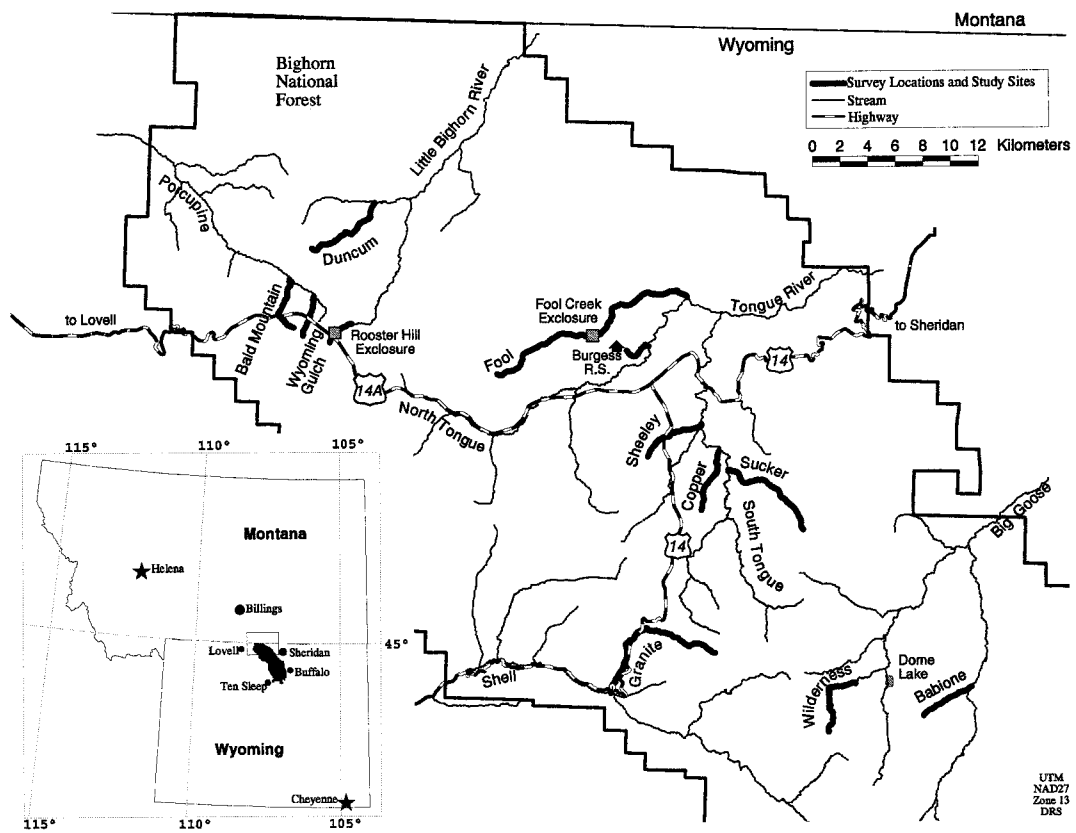 Montana
Wyoming
Bighorn
National
Forest
Survey Locations and Study Sites
Stream
Highway
0 2 4 6 8 10 12 Kilometers
Little Bighorn River
Porcupine
Duncum
Bald Mountain
Wyoming
Gulch
to Lovell
Rooster Hill
Exclosure
14A
North Tongue
Fool Creek
Exclosure
Fool
Burgess
R.S.
Tongue River
to Sheridan
14
Sheeley
Copper
Sucker
South Tongue
14
Big Goose
Granite
Shell
Wilderness
Dome
Lake
Babione
115°
110°
105°
Montana
Helena
Billings
45°
Lovell
Sheridan
Buffalo
Ten Sleep
Wyoming
Cheyenne
115°
110°
105°
UTM
NAD27
Zone 13
DRS